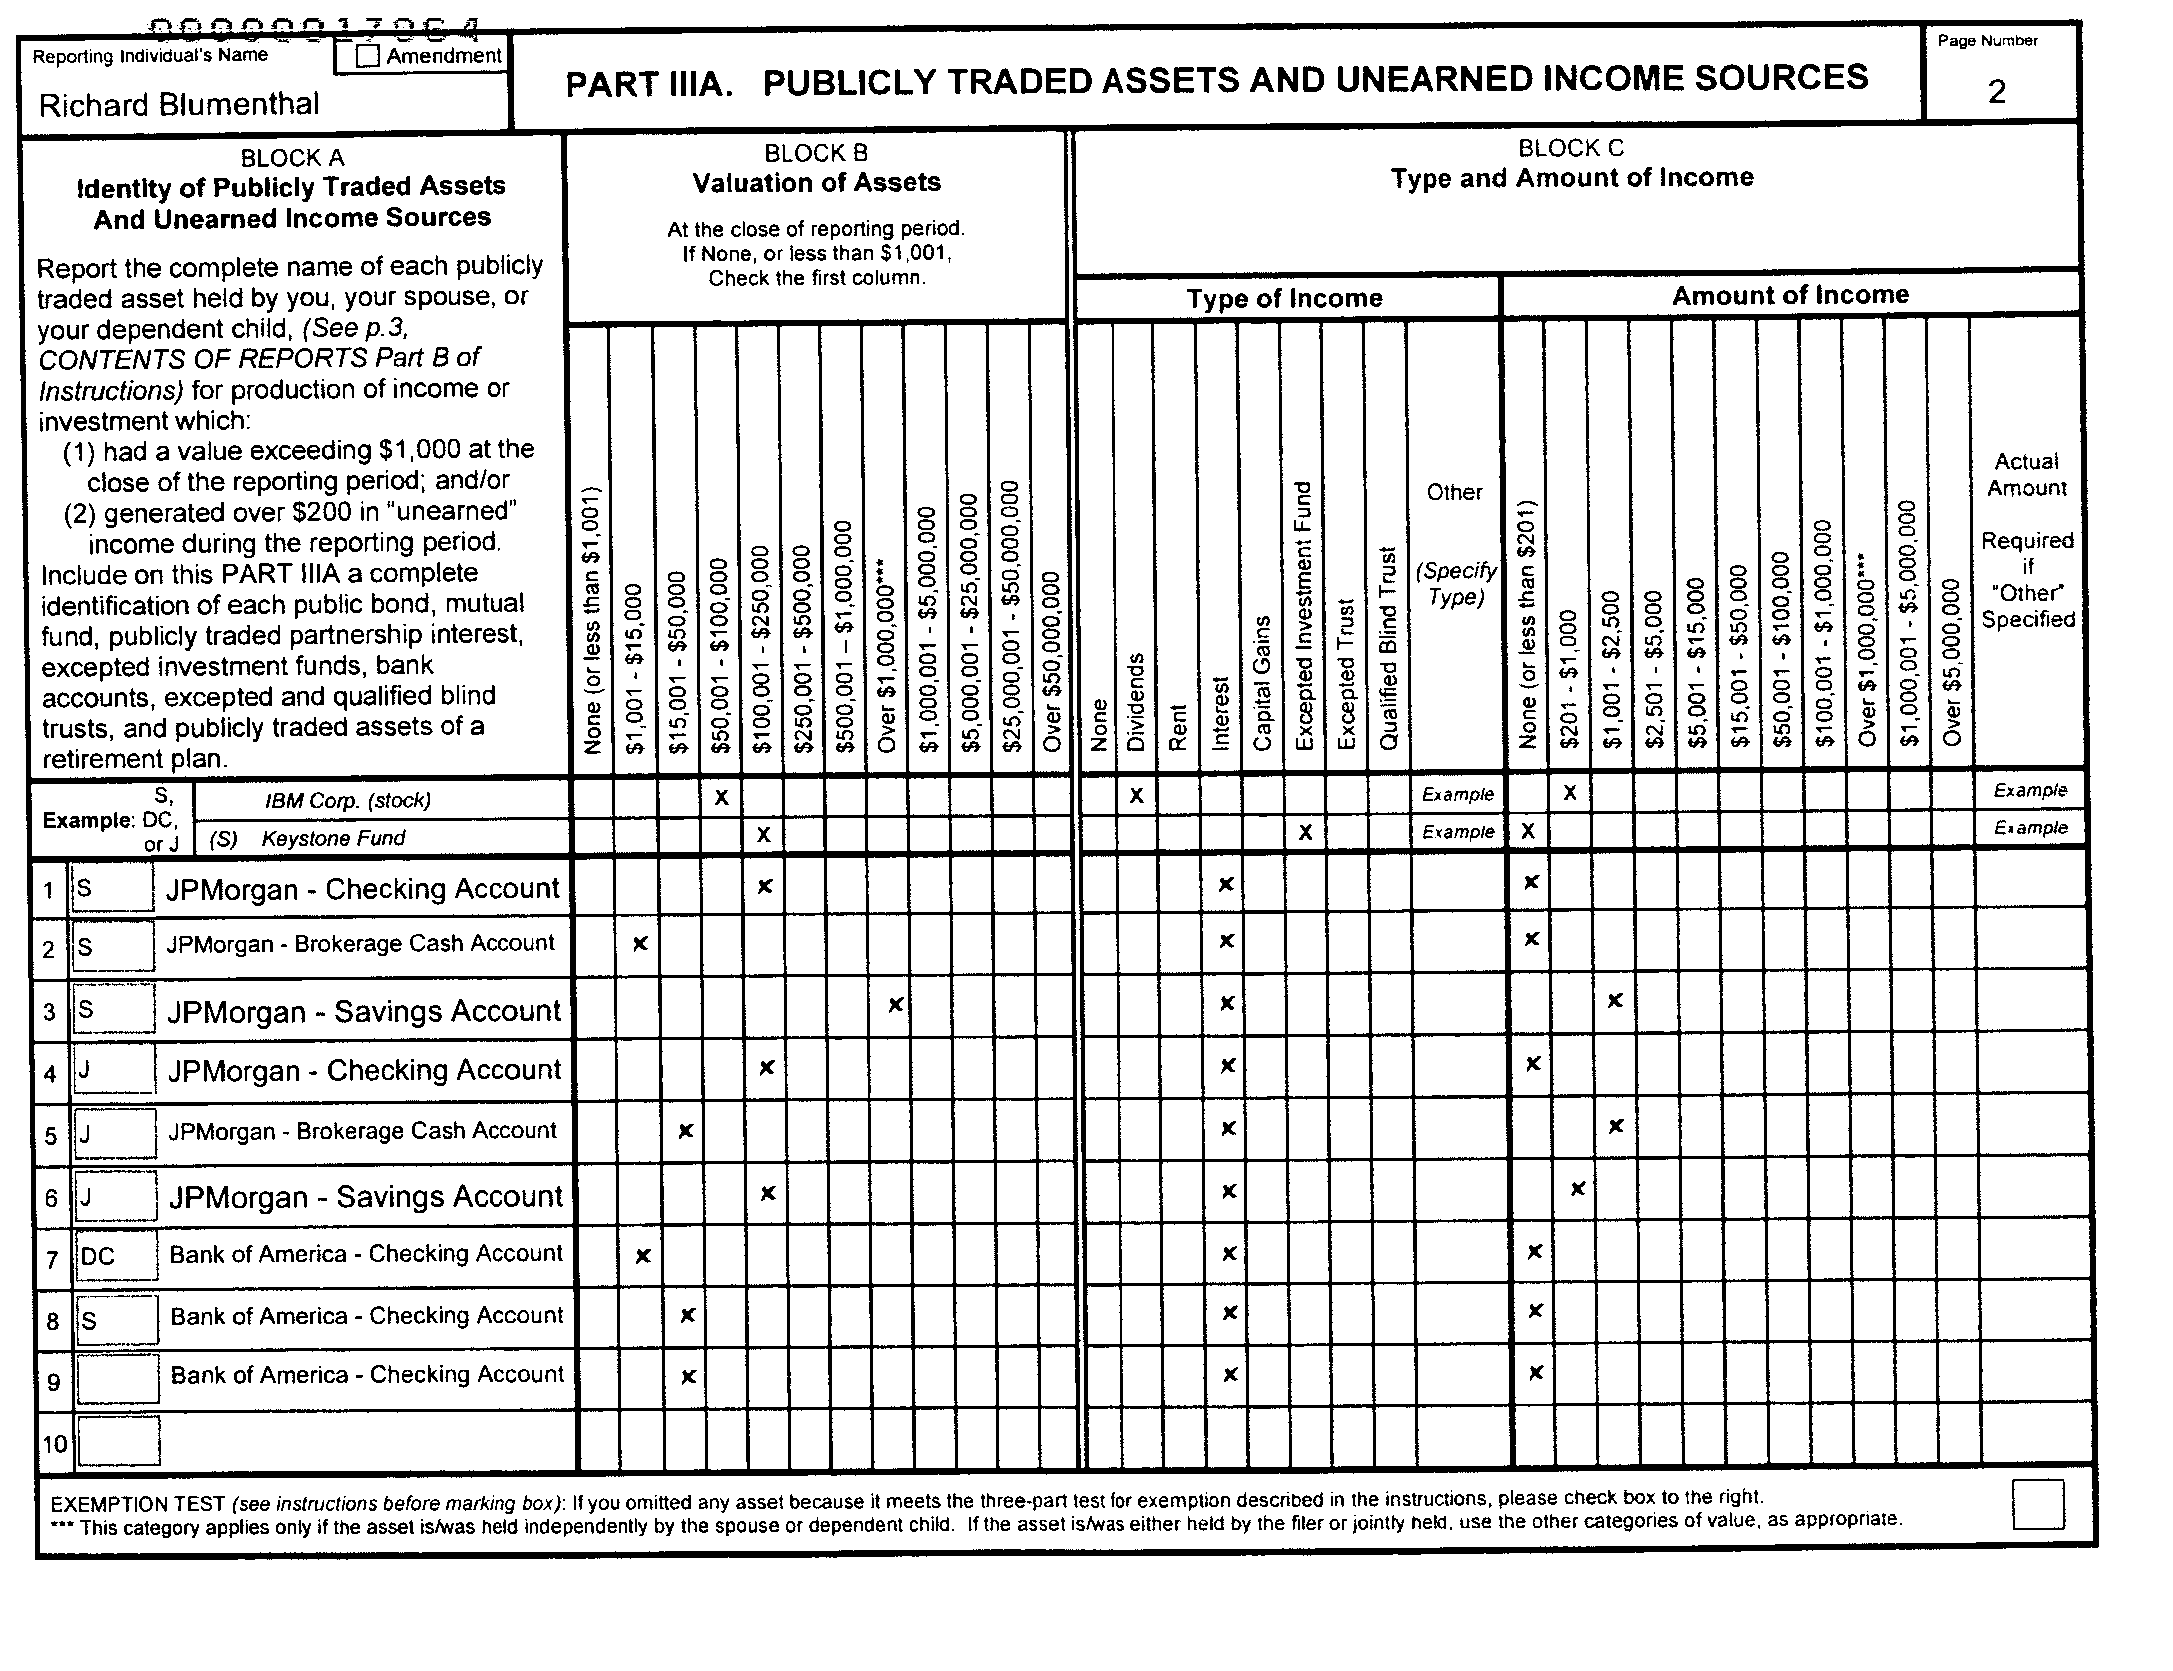 00000017964
Reporting Individual's Name
Amendment
Richard Blumenthal
PART IIIA. PUBLICLY TRADED ASSETS AND UNEARNED INCOME SOURCES
Page Number
2
BLOCK A
Identity of Publicly Traded Assets
And Unearned Income Sources
Report the complete name of each publicly
traded asset held by you, your spouse, or
your dependent child, (See p.3,
CONTENTS OF REPORTS Part B of
Instructions) for production of income or
investment which:
(1) had a value exceeding $1,000 at the
close of the reporting period; and/or
(2) generated over $200 in "unearned"
income during the reporting period.
Include on this PART IIIA a complete
identification of each public bond, mutual
fund, publicly traded partnership interest,
excepted investment funds, bank
accounts, excepted and qualified blind
trusts, and publicly traded assets of a
retirement plan.
BLOCK B
Valuation of Assets
At the close of reporting period.
If None, or less than $1,001,
Check the first column.
None (or less than $1,001)
$1,001 - $15,000
$15,001 - $50,000
$50,001 - $100,000
$100,001 - $250,000
$250,001 - $500,000
$500,001 – $1,000,000
Over $1,000,000***
$1,000,001 - $5,000,000
$5,000,001 - $25,000,000
$25,000,001 - $50,000,000
Over $50,000,000
BLOCK C
Type and Amount of Income
Type of Income
None
Dividends
Rent
Interest
Capital Gains
Excepted Investment Fund
Excepted Trust
Qualified Blind Trust
Other
(Specify
Type)
Amount of Income
None (or less than $201)
$201 - $1,000
$1,001 - $2,500
$2,501 - $5,000
$5,001 - $15,000
$15,001 - $50,000
$50,001 - $100,000
$100,001 - $1,000,000
Over $1,000,000***
$1,000,001 - $5,000,000
Over $5,000,000
Actual
Amount
Required
if
"Other"
Specified
Example: S, DC, or J
IBM Corp. (stock) X X Example X Example
(S) Keystone Fund X X Example X Example
1 S JPMorgan - Checking Account x x x
2 S JPMorgan - Brokerage Cash Account x x x
3 S JPMorgan - Savings Account x x x
4 J JPMorgan - Checking Account x x x
5 J JPMorgan - Brokerage Cash Account x x x
6 J JPMorgan - Savings Account x x x
7 DC Bank of America - Checking Account x x x
8 S Bank of America - Checking Account x x x
9 Bank of America - Checking Account x x x
10
EXEMPTION TEST (see instructions before marking box): If you omitted any asset because it meets the three-part test for exemption described in the instructions, please check box to the right.
*** This category applies only if the asset is/was held independently by the spouse or dependent child. If the asset is/was either held by the filer or jointly held, use the other categories of value, as appropriate.